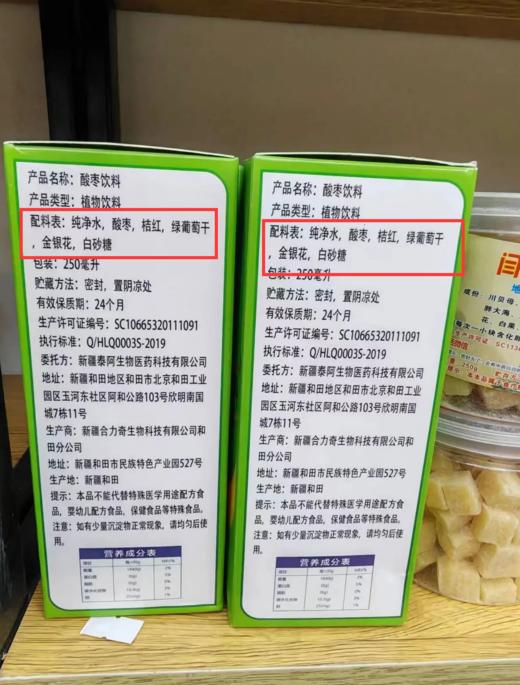 产品名称：酸枣饮料
产品类型：植物饮料
配料表：纯净水，酸枣，桔红，绿葡萄干
，金银花，白砂糖
包装：250毫升
贮藏方法：密封，置阴凉处
有效保质期：24个月
生产许可证编号：SC10665320111091
执行标准：Q/HLQ0003S-2019
委托方：新疆泰阿生物医药科技有限公司
地址：新疆和田地区和田市北京和田工业
园区玉河东社区阿和公路103号欣明南国
城7栋11号
生产商：新疆合力奇生物科技有限公司和
田分公司
地址：新疆和田市民族特色产业园527号
生产地：新疆和田
提示：本品不能代替特殊医学用途配方食
品，婴幼儿配方食品，保健食品等特殊食品。
注意：如有少量沉淀物正常现象，请均匀后使
用。
营养成分表
产品名称：酸枣饮料
产品类型：植物饮料
配料表：纯净水，酸枣，桔红，绿葡萄干
，金银花，白砂糖
包装：250毫升
贮藏方法：密封，置阴凉处
有效保质期：24个月
生产许可证编号：SC10665320111091
执行标准：Q/HLQ0003S-2019
委托方：新疆泰阿生物医药科技有限公司
地址：新疆和田地区和田市北京和田工业
园区玉河东社区阿和公路103号欣明南国
城7栋11号
生产商：新疆合力奇生物科技有限公司和
田分公司
地址：新疆和田市民族特色产业园527号
生产地：新疆和田
提示：本品不能代替特殊医学用途配方食
品，婴幼儿配方食品，保健食品等特殊食品。
注意：如有少量沉淀物正常现象，请均匀后使
用。
营养成分表
成份：川贝母
胖大海
花、白果
每次一小块含化